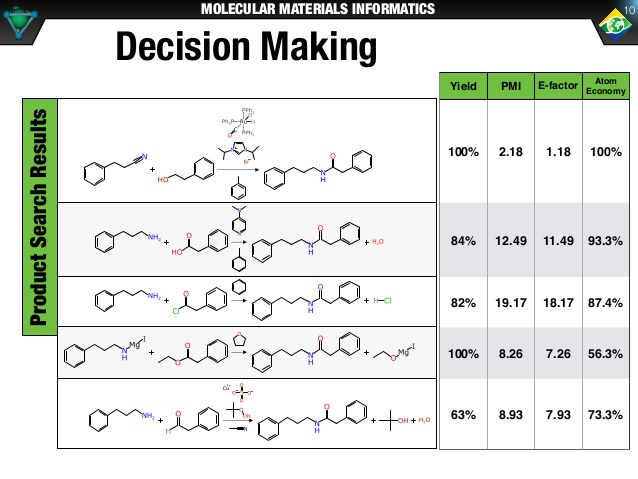 MOLECULAR MATERIALS INFORMATICS
10
Decision Making
Yield PMI E-factor Atom Economy
Product Search Results
PPh3
Ph3P Ru H
O PPh3
N N
Br
N + HO O N H
100% 2.18 1.18 100%
N
N
NH2 + O HO O N H + H2O
84% 12.49 11.49 93.3%
NH2 + O Cl O N H + H Cl
82% 19.17 18.17 87.4%
N H Mg I + O O O O N H + O Mg I
100% 8.26 7.26 56.3%
Cu O S O O O
O OH
N
NH2 + O H O N H + OH + H2O
63% 8.93 7.93 73.3%